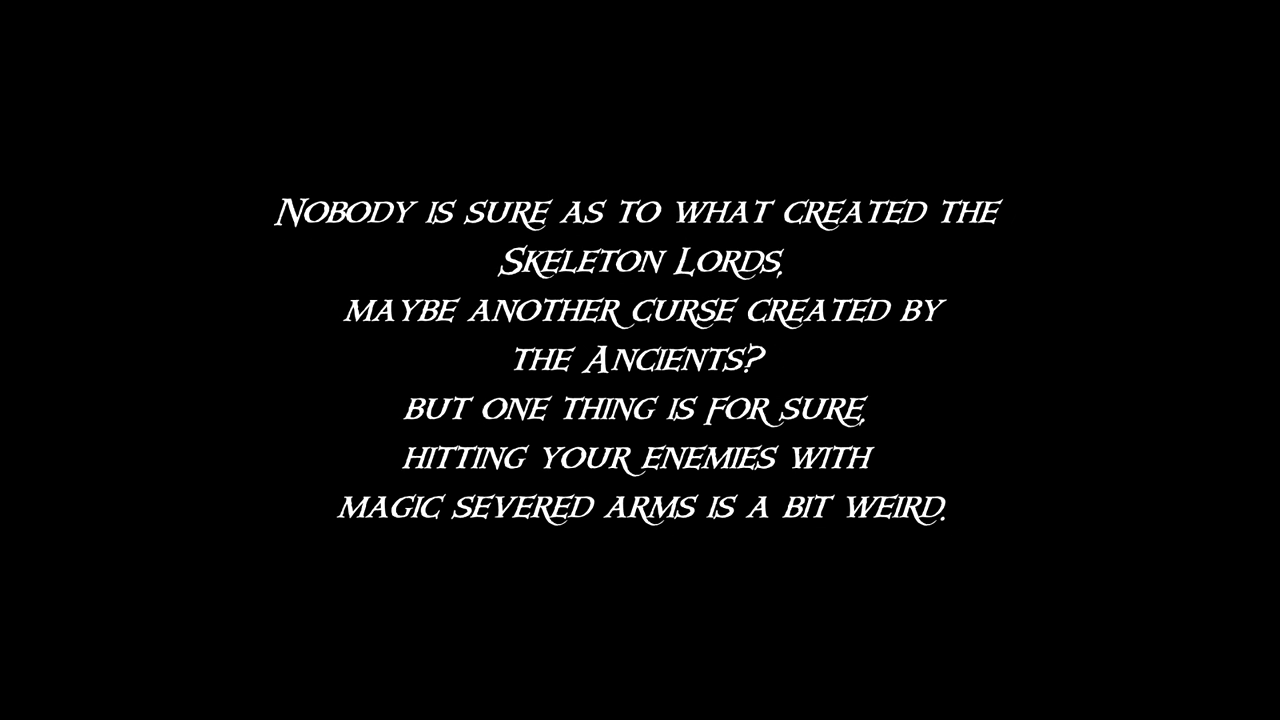 Nobody is sure as to what created the
Skeleton Lords,
maybe another curse created by
the Ancients?
but one thing is for sure,
hitting your enemies with
magic severed arms is a bit weird.